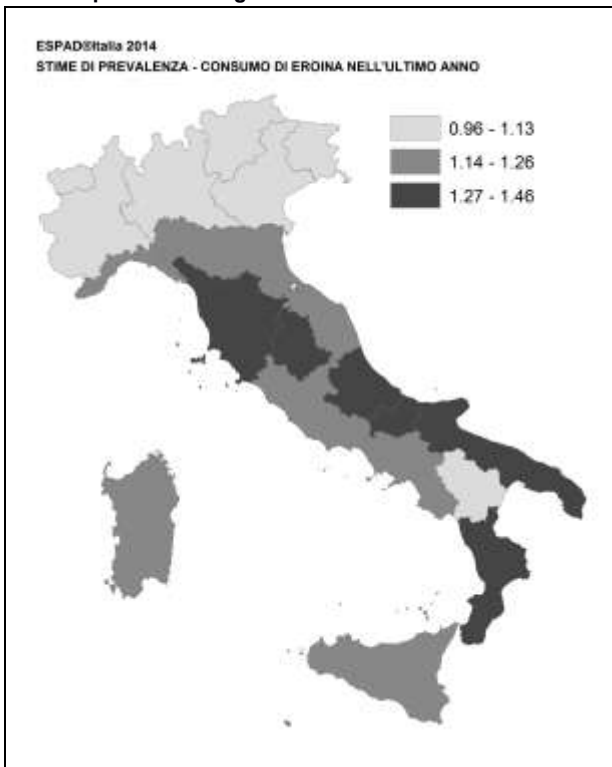 ESPAD®Italia 2014
STIME DI PREVALENZA - CONSUMO DI EROINA NELL'ULTIMO ANNO
0.96 - 1.13
1.14 - 1.26
1.27 - 1.46